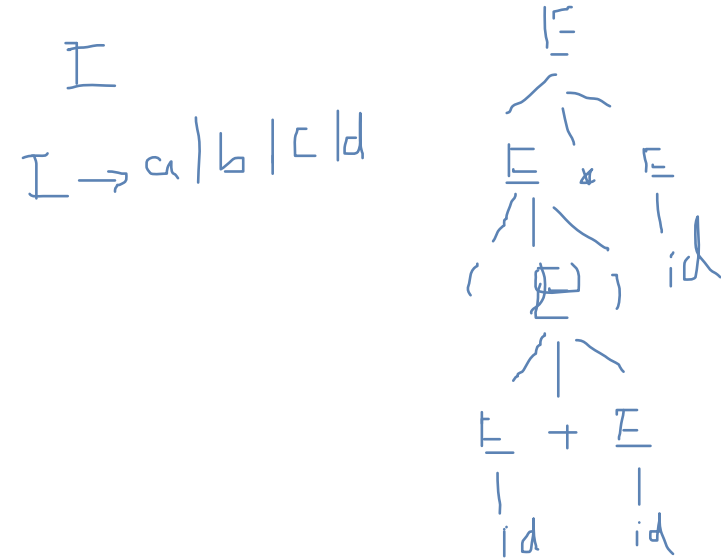 I
I → a | b | c | d
E
E * E
( E ) id
E + E
id id